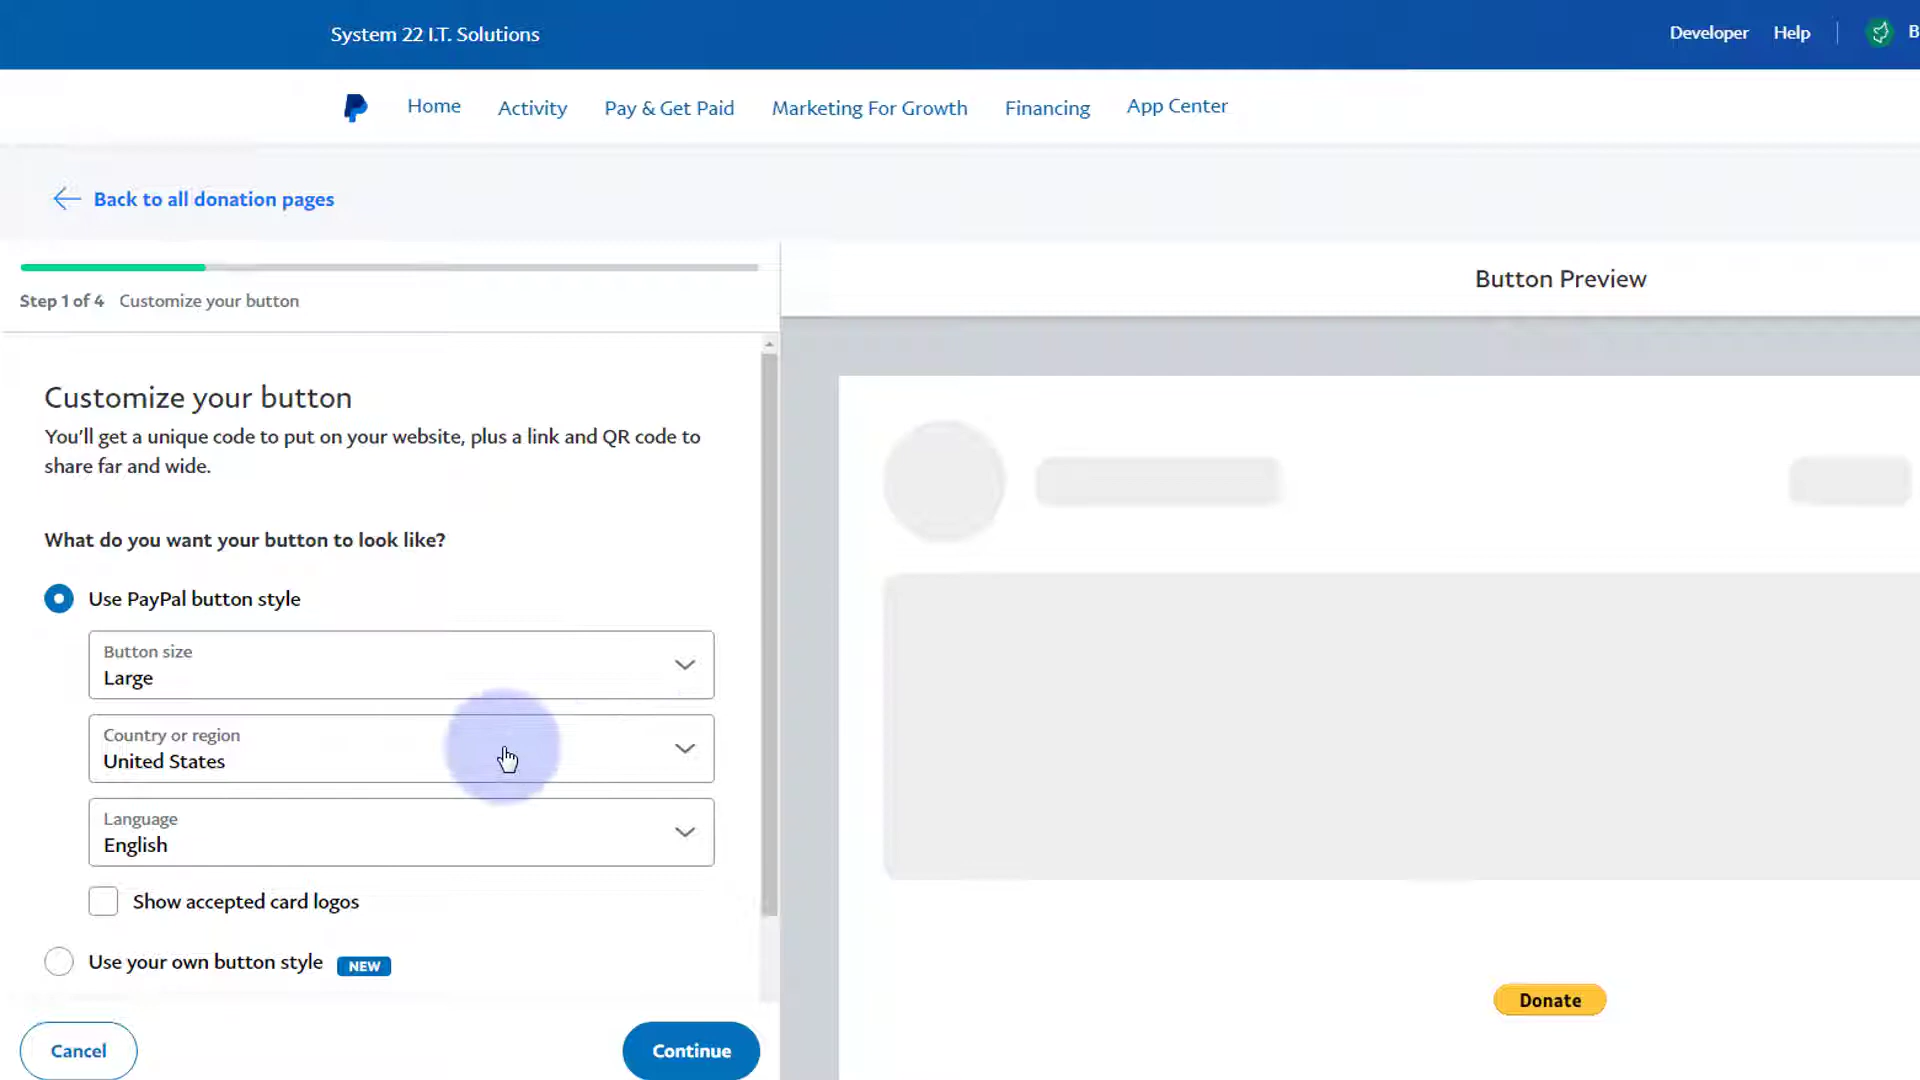 System 22 I.T. Solutions
Developer
Help
B
Home
Activity
Pay & Get Paid
Marketing For Growth
Financing
App Center
Back to all donation pages
Step 1 of 4 Customize your button
Button Preview
Customize your button
You'll get a unique code to put on your website, plus a link and QR code to
share far and wide.
What do you want your button to look like?
Use PayPal button style
Button size
Large
Country or region
United States
Language
English
Show accepted card logos
Use your own button style NEW
Donate
Cancel
Continue